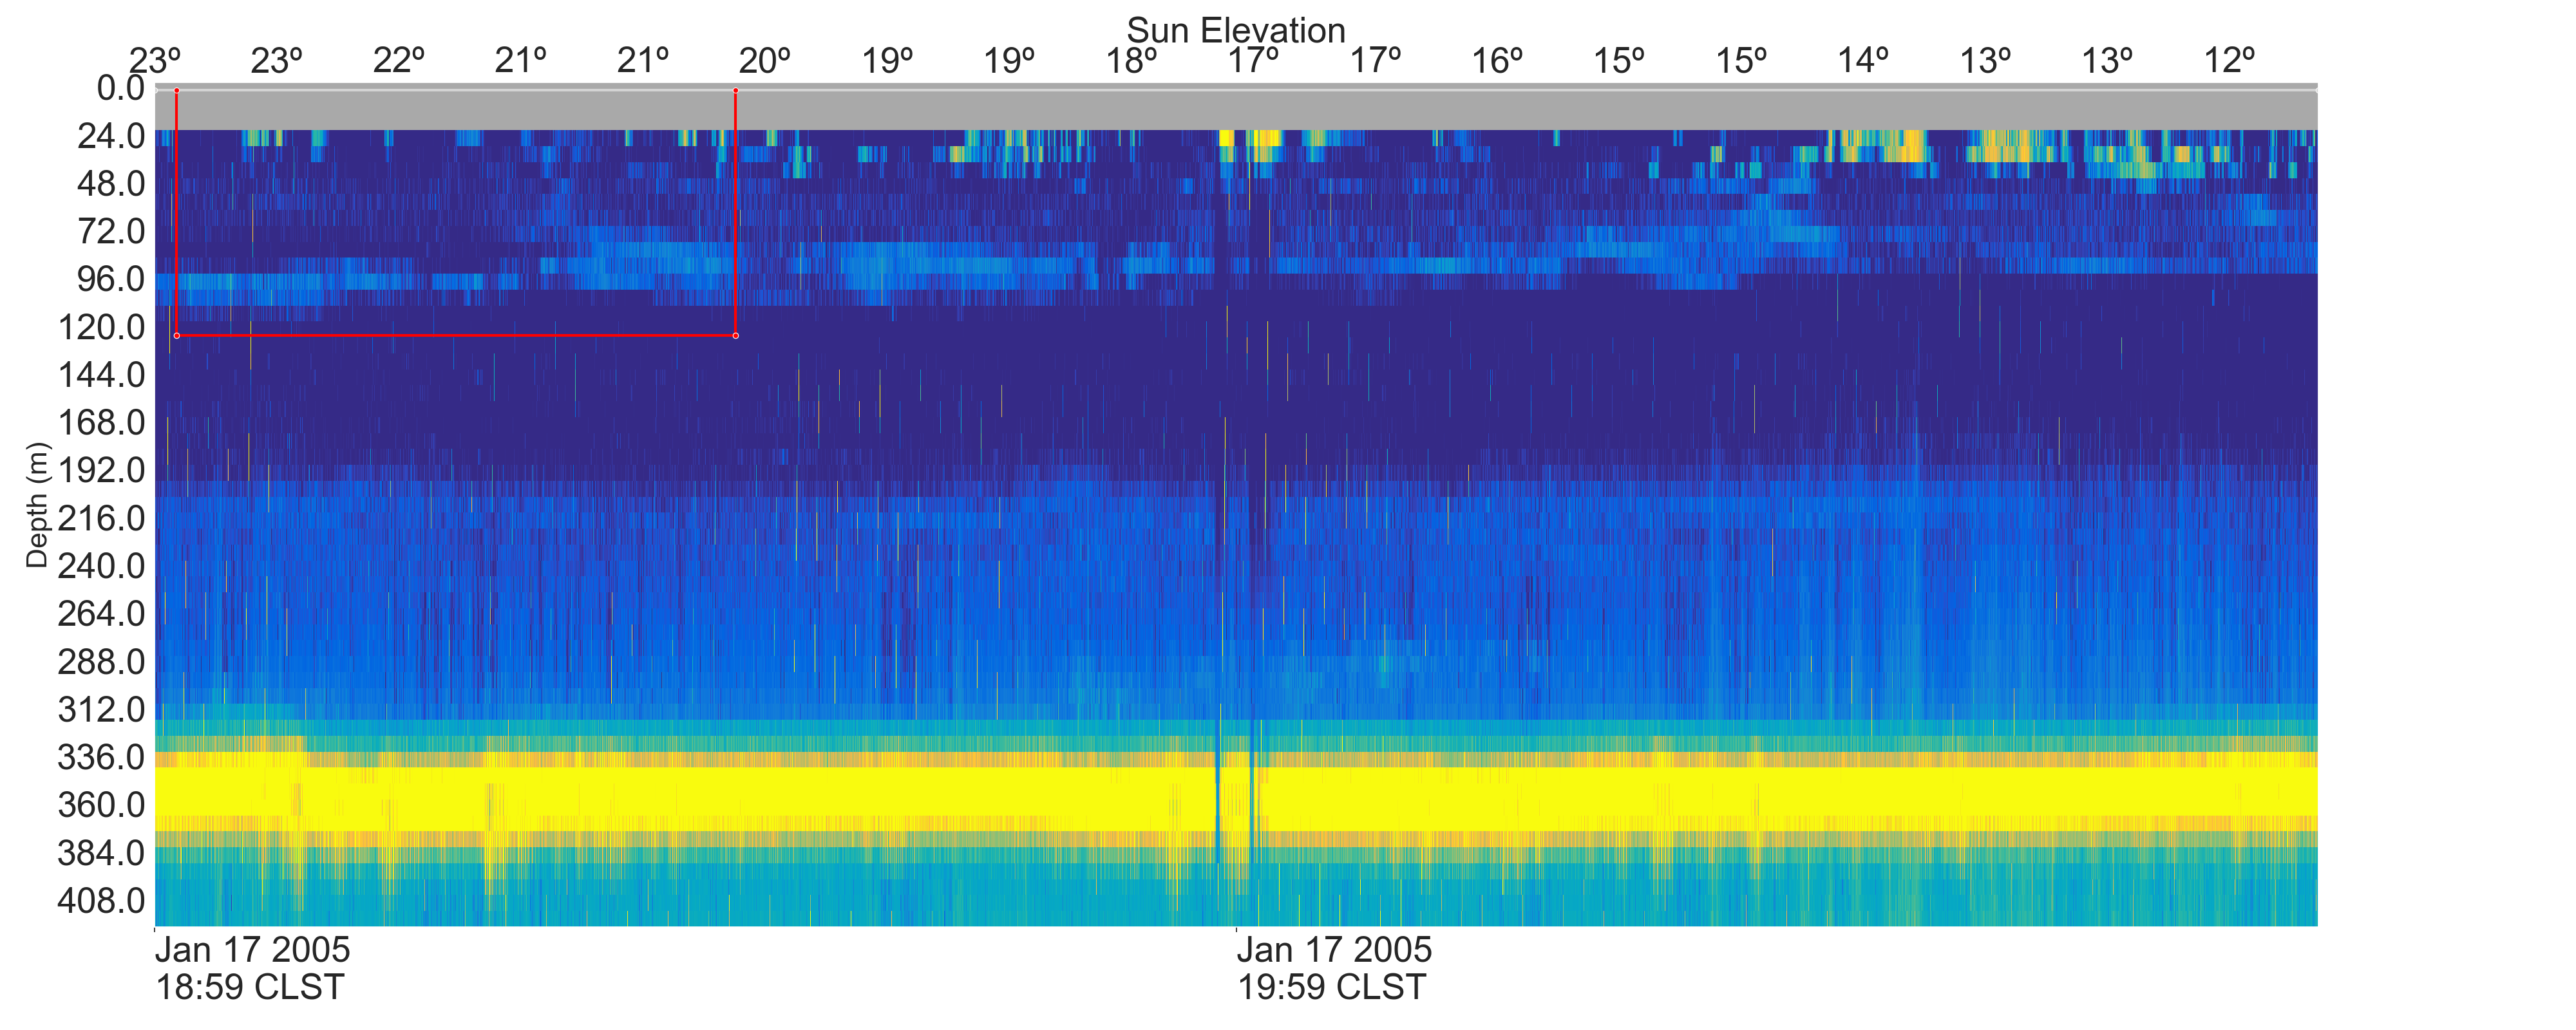 Sun Elevation
23º 23º 22º 21º 21º 20º 19º 19º 18º 17º 17º 16º 15º 15º 14º 13º 13º 12º
0.0
24.0
48.0
72.0
96.0
120.0
144.0
168.0
192.0
216.0
240.0
264.0
288.0
312.0
336.0
360.0
384.0
408.0
Depth (m)
Jan 17 2005
18:59 CLST
Jan 17 2005
19:59 CLST